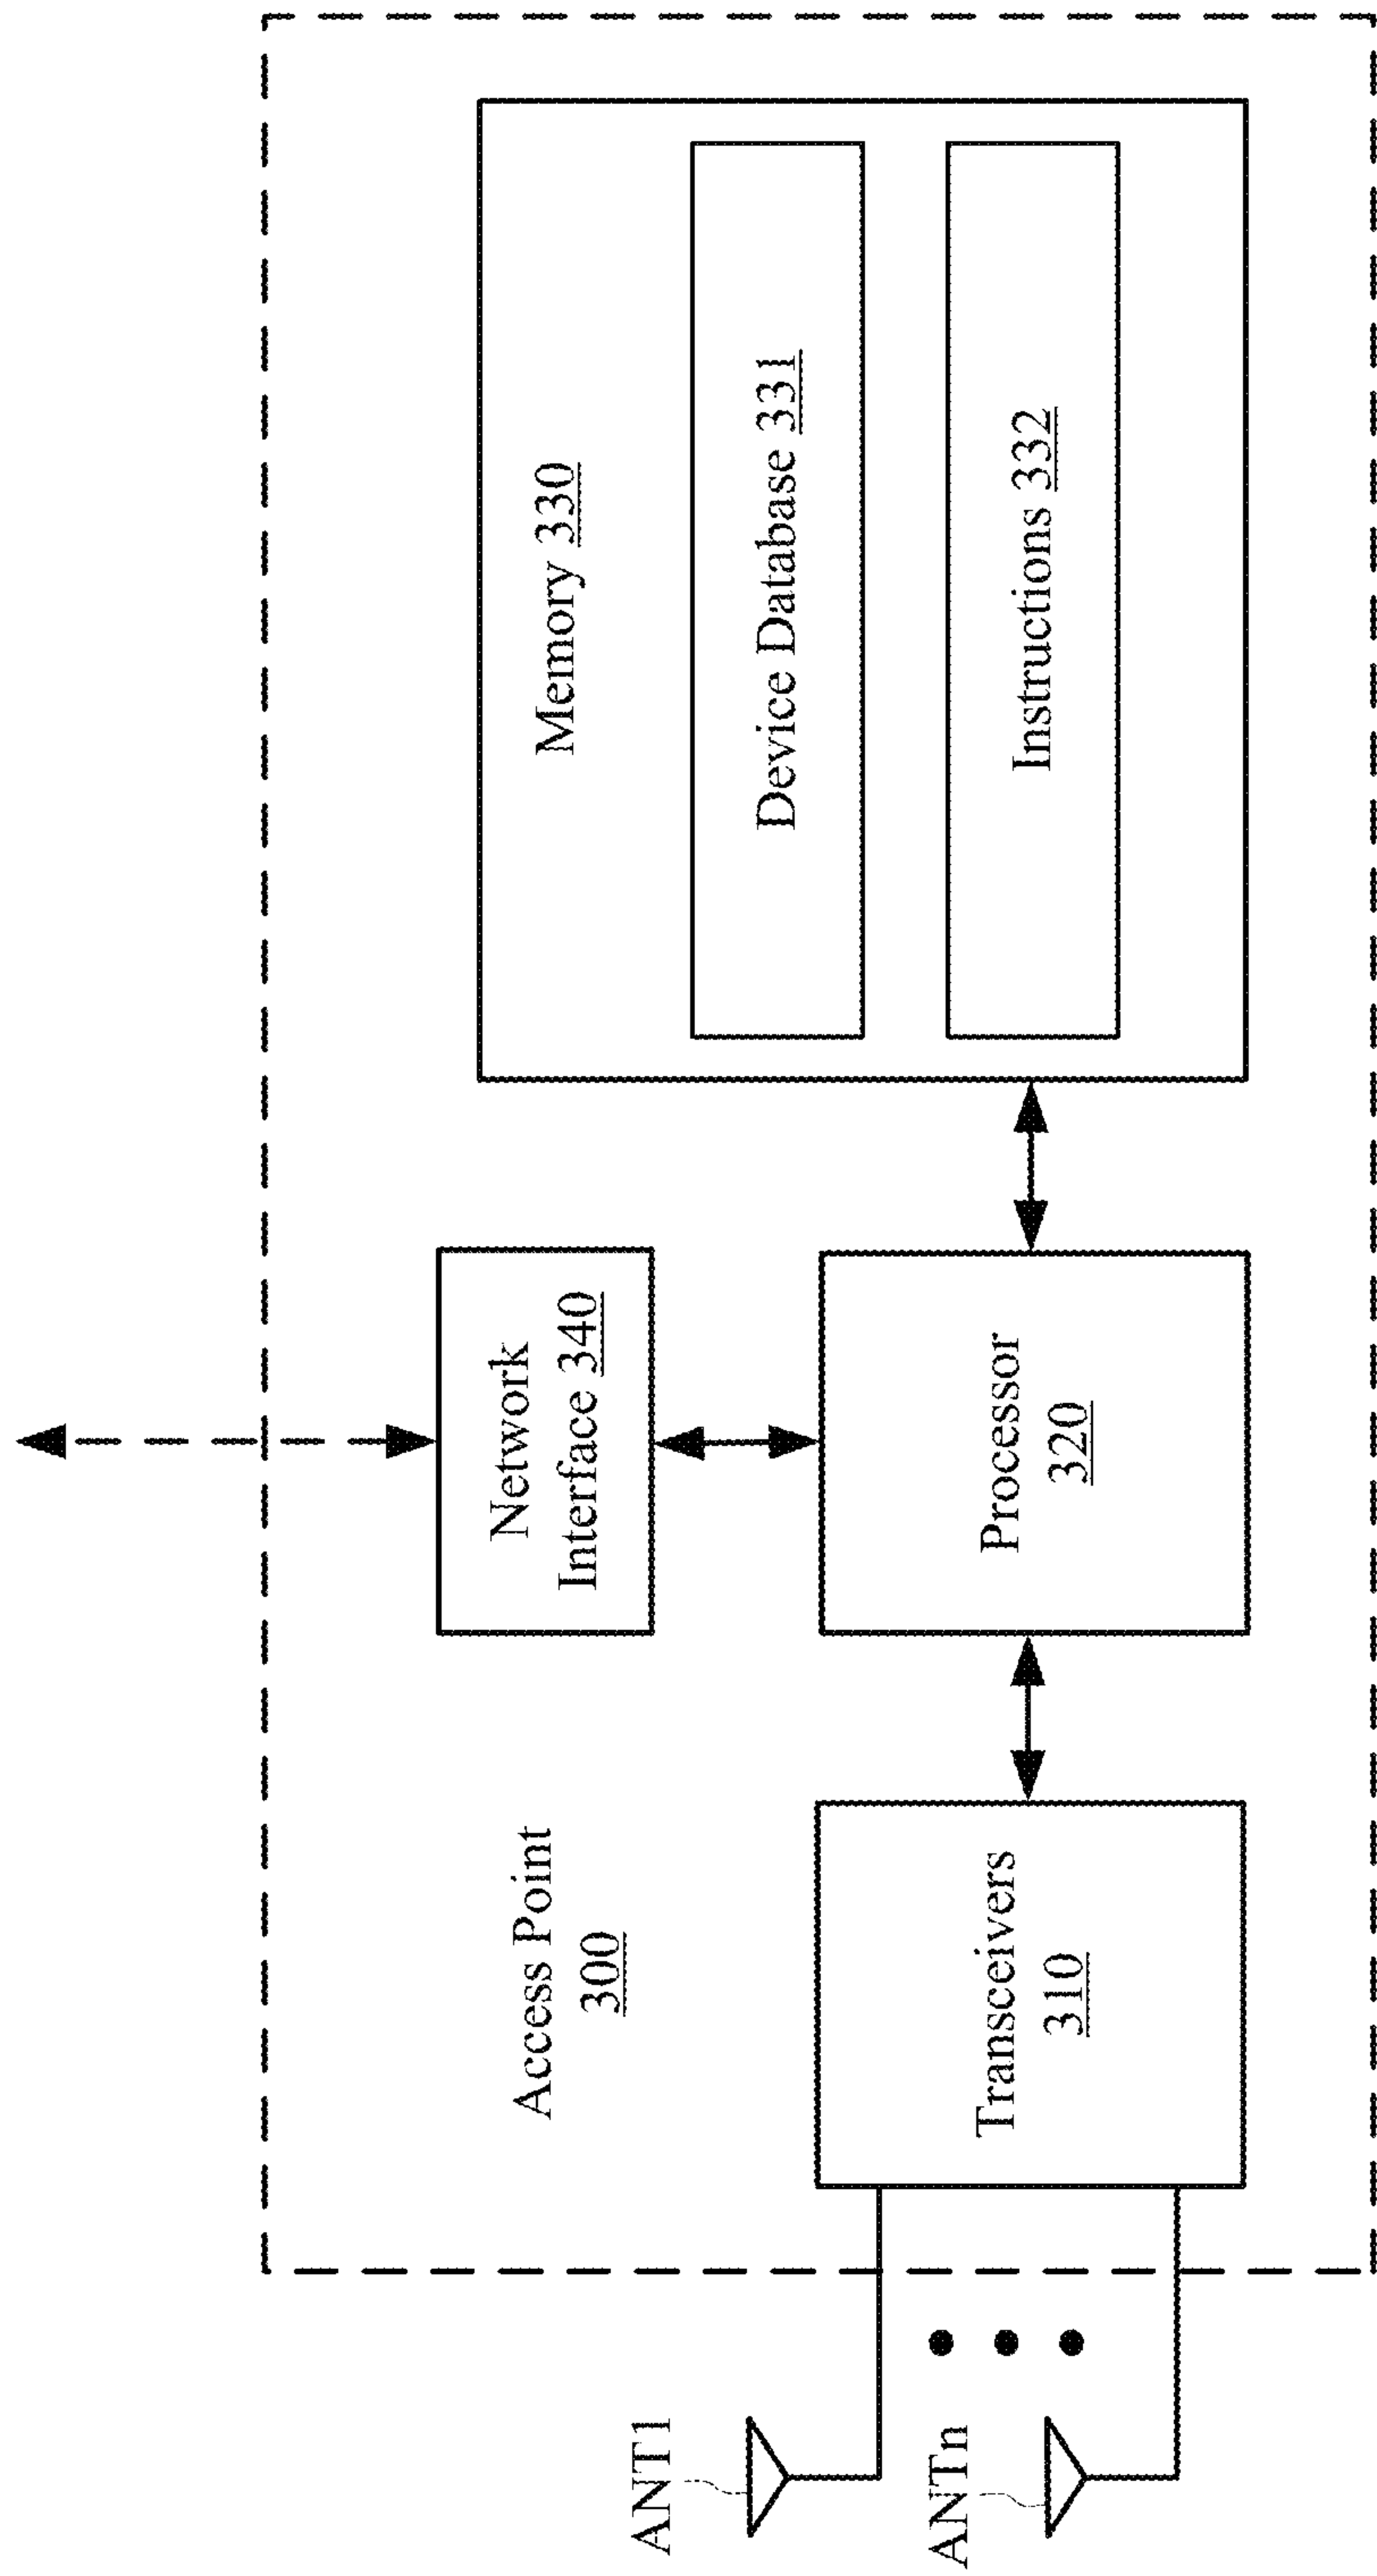 Access Point
300
Network
Interface 340
Memory 330
Device Database 331
Instructions 332
Processor
320
Transceivers
310
ANT1
ANTn